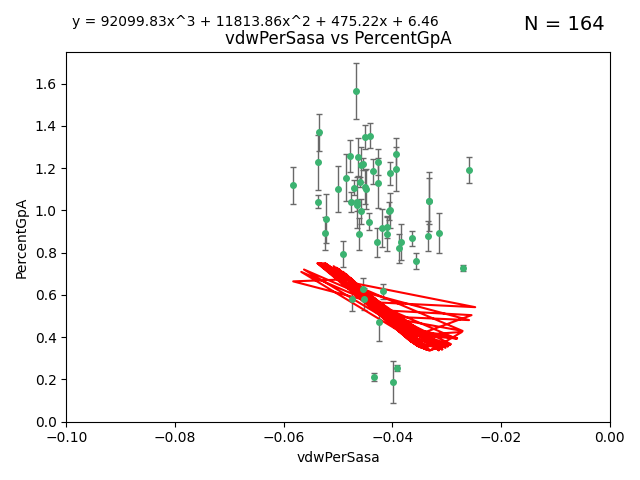 y = 92099.83x^3 + 11813.86x^2 + 475.22x + 6.46
N = 164
vdwPerSasa vs PercentGpA
PercentGpA
1.6
1.4
1.2
1.0
0.8
0.6
0.4
0.2
0.0
−0.10 −0.08 −0.06 −0.04 −0.02 0.00
vdwPerSasa